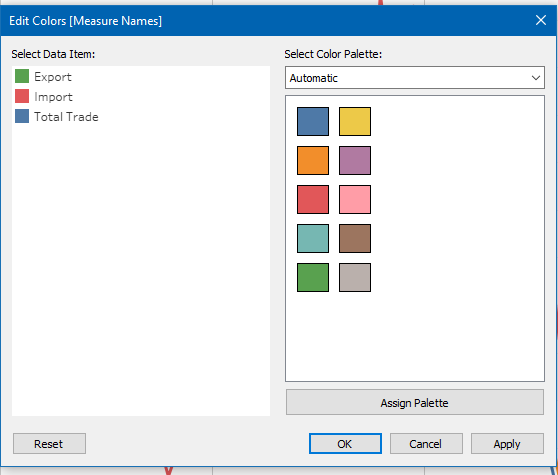 Edit Colors [Measure Names]
Select Data Item:
Export
Import
Total Trade
Select Color Palette:
Automatic
Assign Palette
Reset
OK
Cancel
Apply